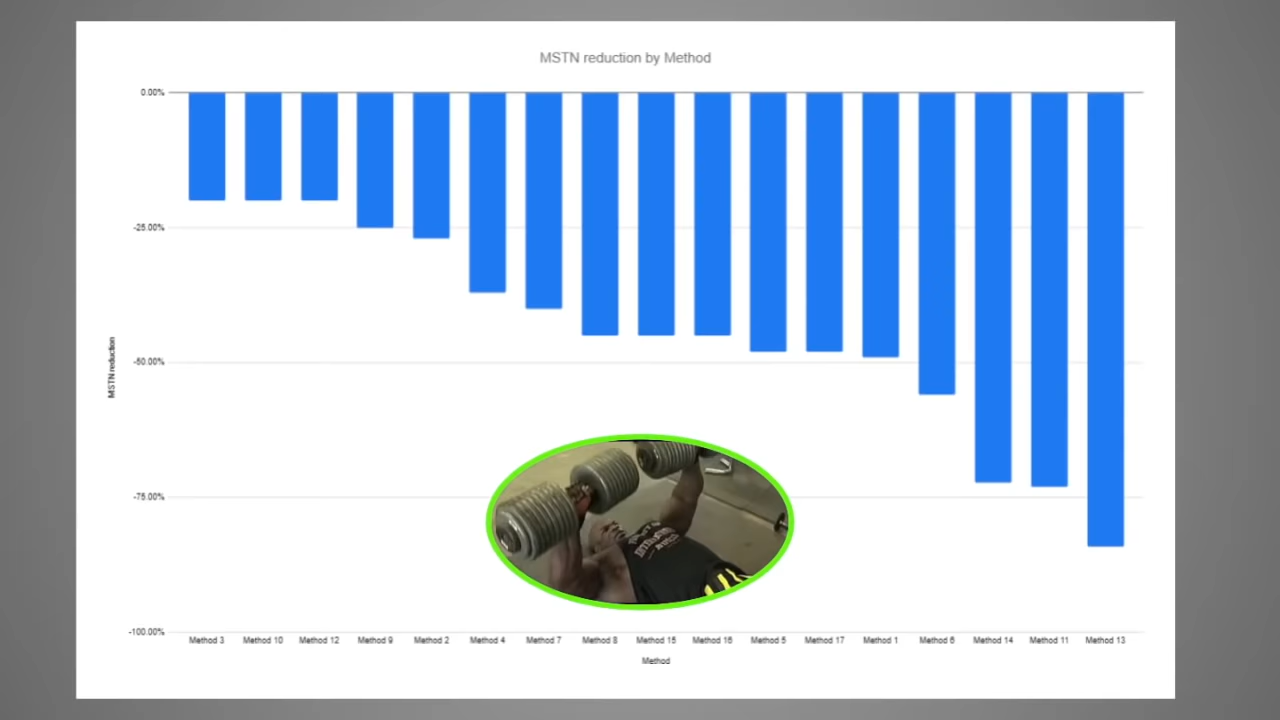 MSTN reduction by Method
0.00%
-25.00%
-50.00%
-75.00%
-100.00%
MSTN reduction
Method 3 Method 10 Method 12 Method 9 Method 2 Method 4 Method 7 Method 8 Method 15 Method 16 Method 5 Method 17 Method 1 Method 6 Method 14 Method 11 Method 13
Method